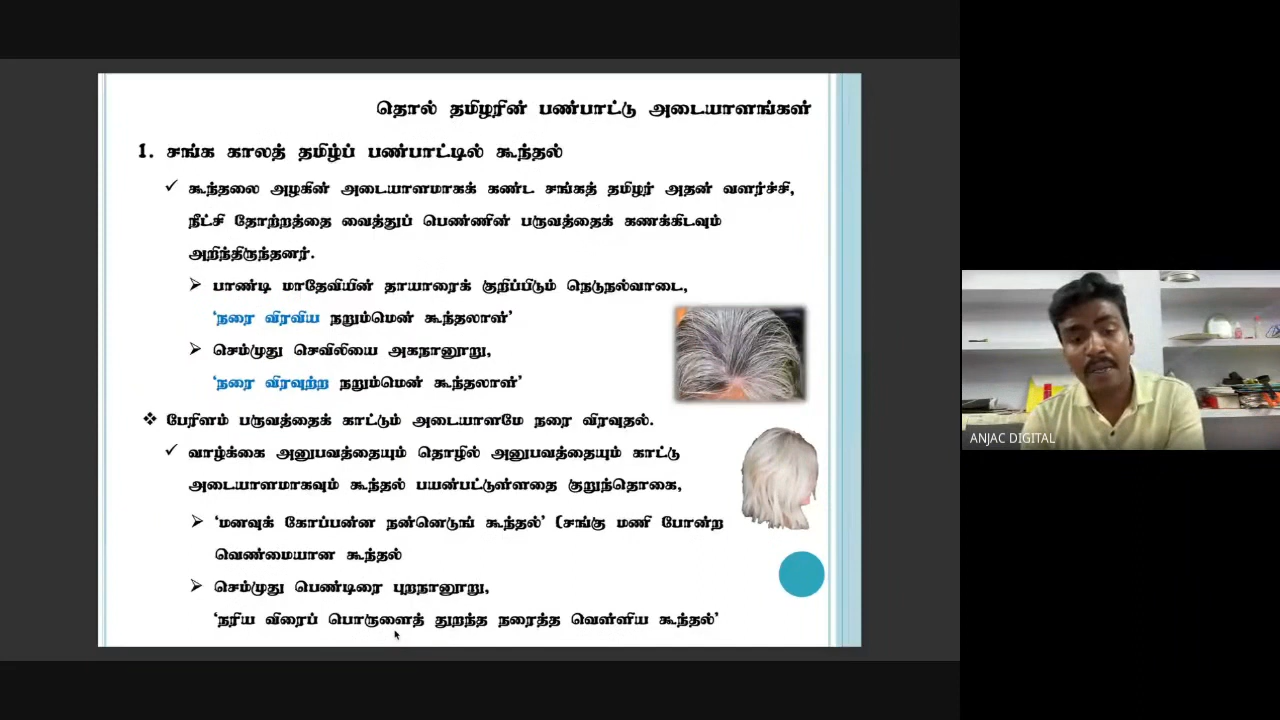 தொல் தமிழரின் பண்பாட்டு அடையாளங்கள்
1. சங்க காலத் தமிழ்ப் பண்பாட்டில் கூந்தல்
✓ கூந்தலை அழகின் அடையாளமாகக் கண்ட சங்கத் தமிழர் அதன் வளர்ச்சி,
நீட்சி தோற்றத்தை வைத்துப் பெண்ணின் பருவத்தைக் கணக்கிடவும்
அறிந்திருந்தனர்.
➢ பாண்டி மாதேவியின் தாயாரைக் குறிப்பிடும் நெடுநல்வாடை,
‘நரை விரவிய நறும்மென் கூந்தலாள்’
➢ செம்முது செவிலியை அகநானூறு,
‘நரை விரவுற்ற நறும்மென் கூந்தலாள்’
❖ பேரிளம் பருவத்தைக் காட்டும் அடையாளமே நரை விரவுதல்.
✓ வாழ்க்கை அனுபவத்தையும் தொழில் அனுபவத்தையும் காட்டு
அடையாளமாகவும் கூந்தல் பயன்பட்டுள்ளதை குறுந்தொகை,
➢ ‘மனவுக் கோப்பன்ன நன்னெடுங் கூந்தல்’ (சங்கு மணி போன்ற
வெண்மையான கூந்தல்
➢ செம்முது பெண்டிரை புறநானூறு,
‘நரிய விரைப் பொருளைத் துறந்த நரைத்த வெள்ளிய கூந்தல்’
ANJAC DIGITAL